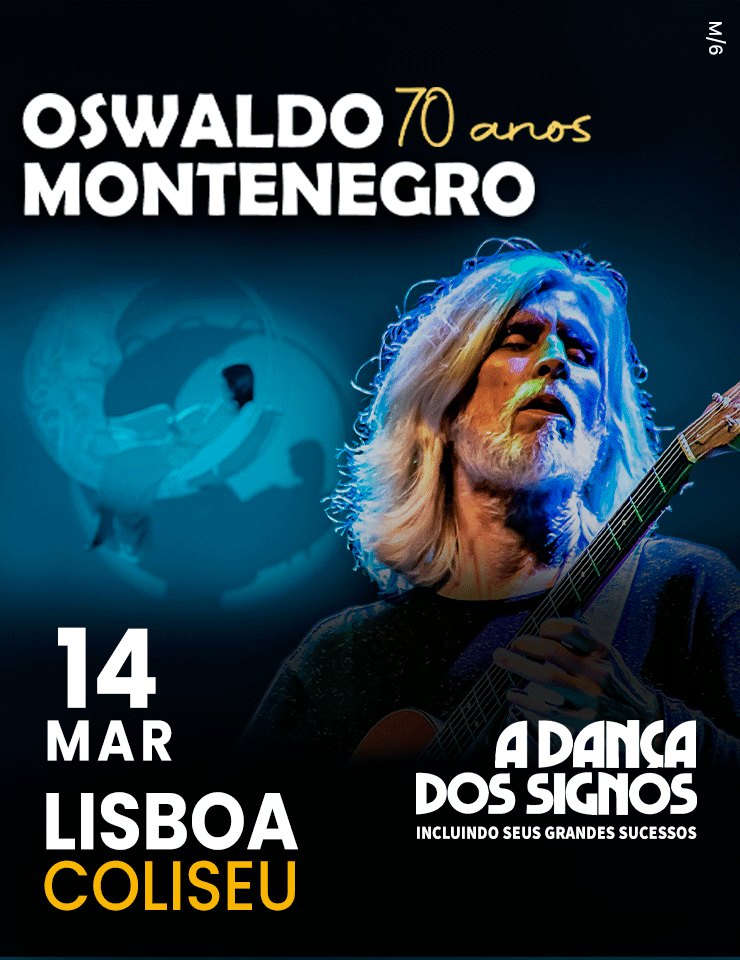 M/6
OSWALDO 70 anos
MONTENEGRO
14
MAR
LISBOA
COLISEU
A DANÇA
DOS SIGNOS
INCLUINDO SEUS GRANDES SUCESSOS